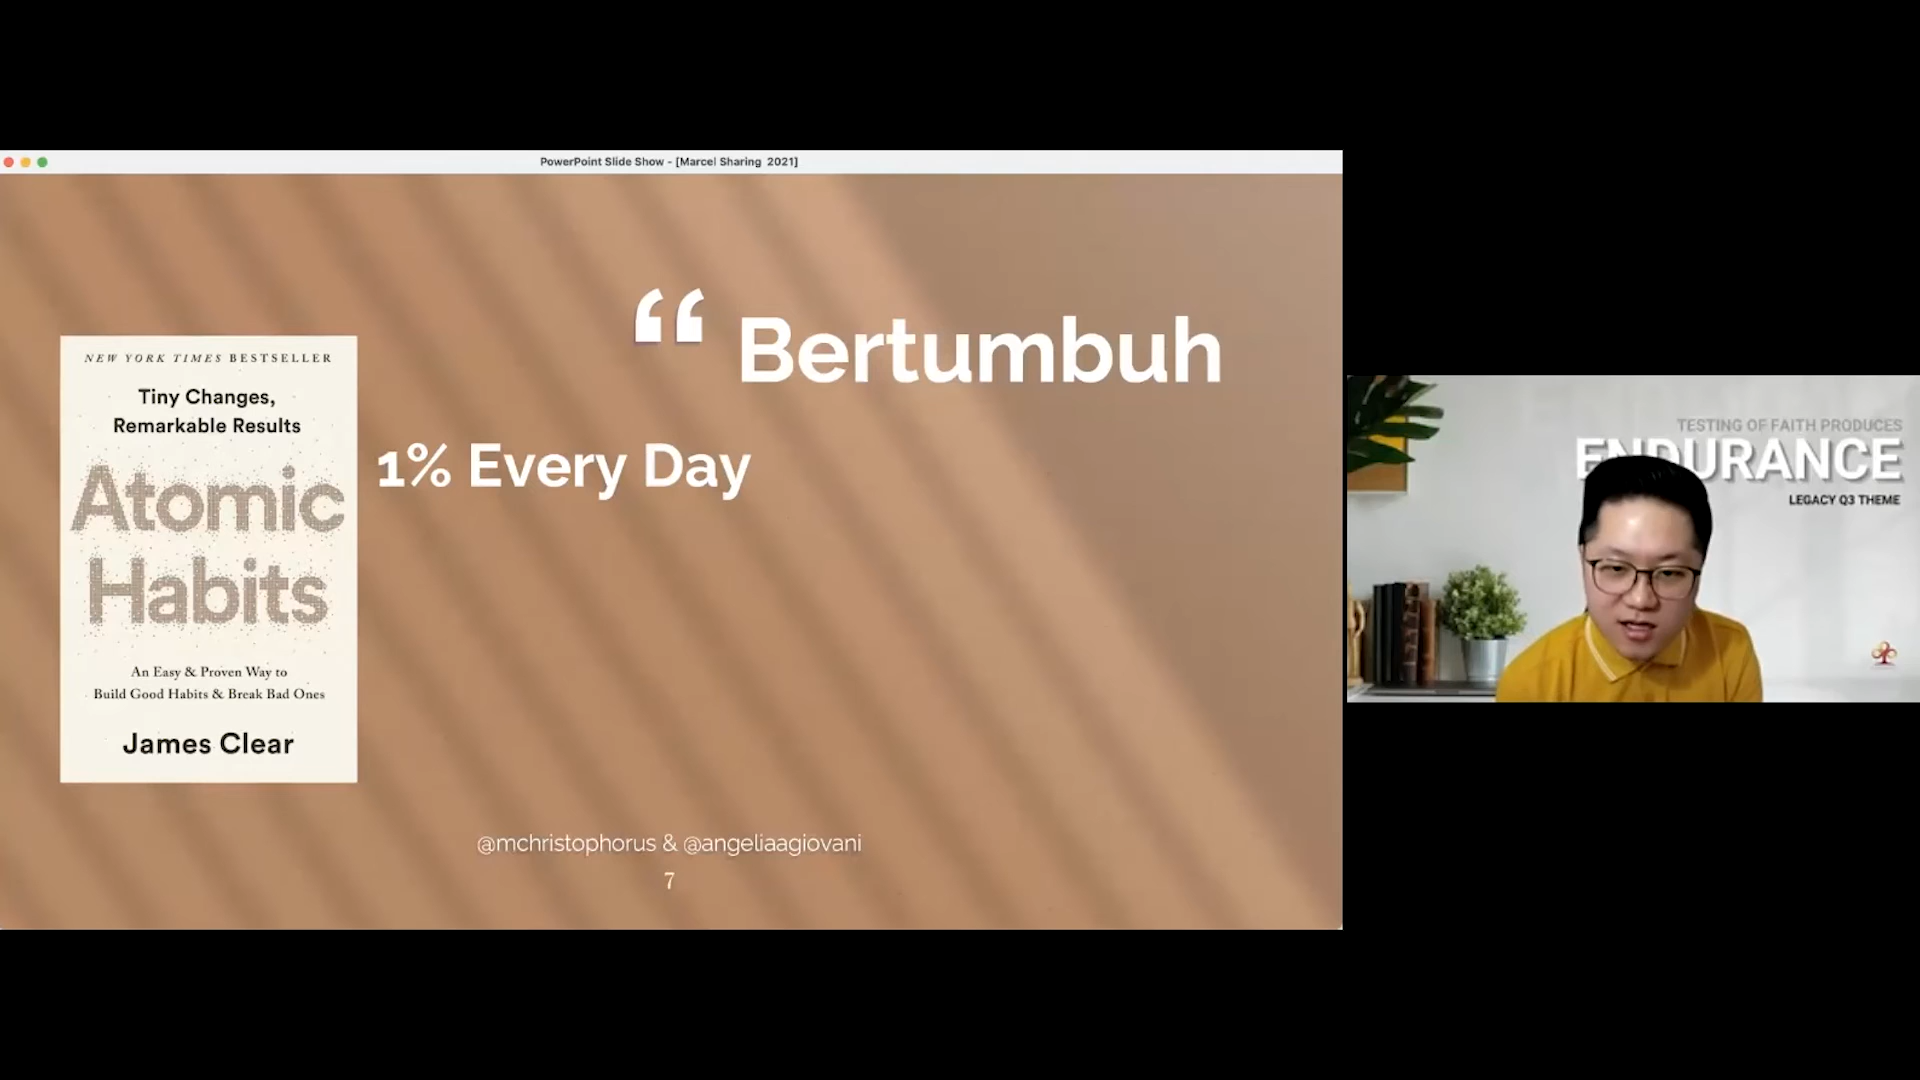 PowerPoint Slide Show - [Marcel Sharing 2021]
“ Bertumbuh
1% Every Day
NEW YORK TIMES BESTSELLER
Tiny Changes,
Remarkable Results
Atomic
Habits
An Easy & Proven Way to
Build Good Habits & Break Bad Ones
James Clear
@mchristophorus & @angeliaagiovani
7
TESTING OF FAITH PRODUCES
ENDURANCE
LEGACY Q3 THEME